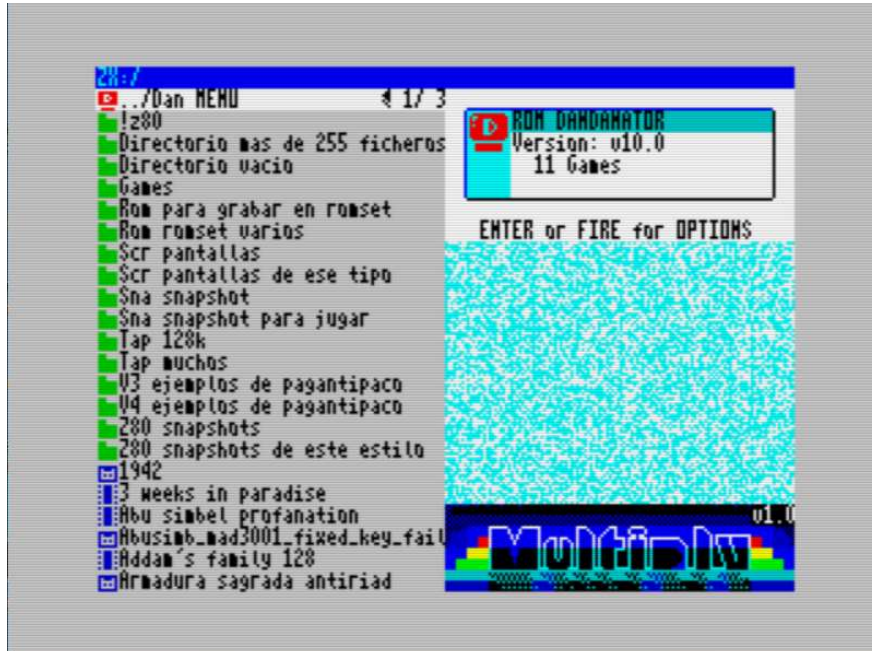 ZX:/
../Dan MENU 1/ 3
!z80
Directorio mas de 255 ficheros
Directorio vacio
Games
Rom para grabar en romset
Rom romset varios
Scr pantallas
Scr pantallas de ese tipo
Sna snapshot
Sna snapshot para jugar
Tap 128k
Tap muchos
V3 ejemplos de pagantipaco
V4 ejemplos de pagantipaco
Z80 snapshots
Z80 snapshots de este estilo
1942
3 weeks in paradise
Abu simbel profanation
Abusimb_mad3001_fixed_key_fail
Addam's family 128
Armadura sagrada antiriad
ROM DANDANATOR
Version: v10.0
11 Games
ENTER or FIRE for OPTIONS
v1.0
Multiply